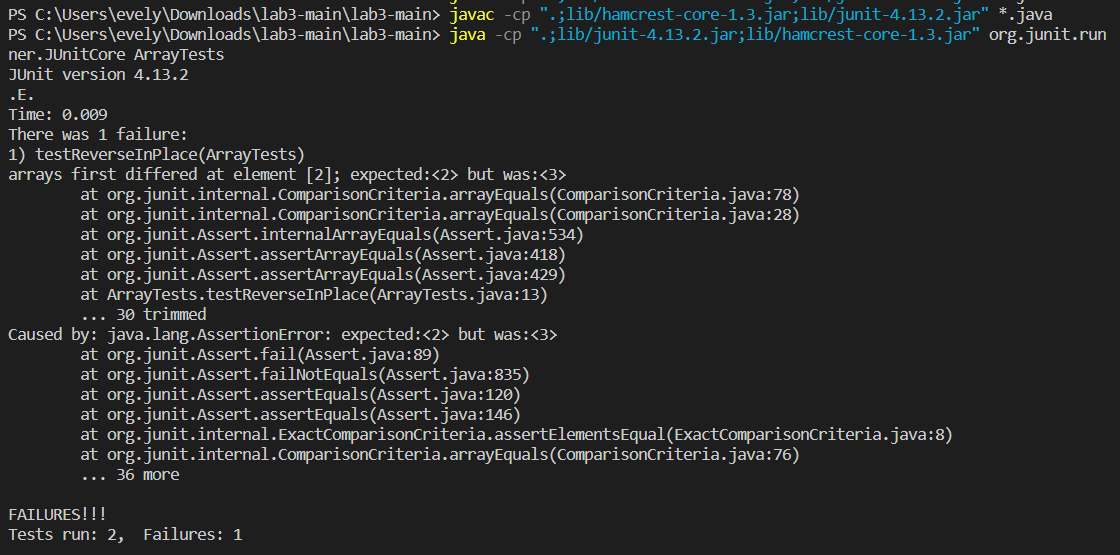 PS C:\Users\evely\Downloads\lab3-main\lab3-main> javac -cp ".;lib/hamcrest-core-1.3.jar;lib/junit-4.13.2.jar" *.java
PS C:\Users\evely\Downloads\lab3-main\lab3-main> java -cp ".;lib/junit-4.13.2.jar;lib/hamcrest-core-1.3.jar" org.junit.run
ner.JUnitCore ArrayTests
JUnit version 4.13.2
.E.
Time: 0.009
There was 1 failure:
1) testReverseInPlace(ArrayTests)
arrays first differed at element [2]; expected:<2> but was:<3>
        at org.junit.internal.ComparisonCriteria.arrayEquals(ComparisonCriteria.java:78)
        at org.junit.internal.ComparisonCriteria.arrayEquals(ComparisonCriteria.java:28)
        at org.junit.Assert.internalArrayEquals(Assert.java:534)
        at org.junit.Assert.assertArrayEquals(Assert.java:418)
        at org.junit.Assert.assertArrayEquals(Assert.java:429)
        at ArrayTests.testReverseInPlace(ArrayTests.java:13)
        ... 30 trimmed
Caused by: java.lang.AssertionError: expected:<2> but was:<3>
        at org.junit.Assert.fail(Assert.java:89)
        at org.junit.Assert.failNotEquals(Assert.java:835)
        at org.junit.Assert.assertEquals(Assert.java:120)
        at org.junit.Assert.assertEquals(Assert.java:146)
        at org.junit.internal.ExactComparisonCriteria.assertElementsEqual(ExactComparisonCriteria.java:8)
        at org.junit.internal.ComparisonCriteria.arrayEquals(ComparisonCriteria.java:76)
        ... 36 more

FAILURES!!!
Tests run: 2,  Failures: 1